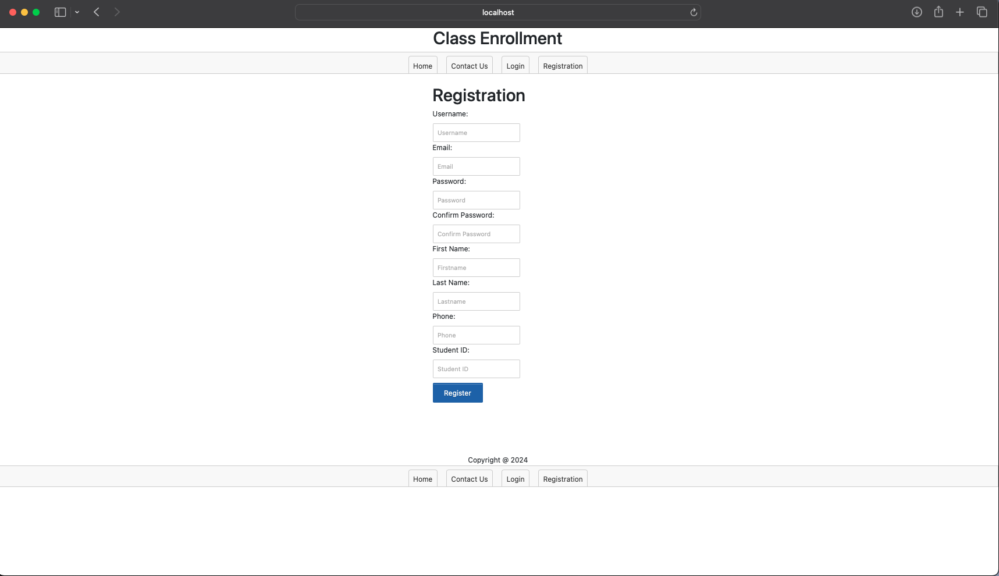 localhost
Class Enrollment
Home Contact Us Login Registration
Registration
Username:
Username
Email:
Email
Password:
Password
Confirm Password:
Confirm Password
First Name:
Firstname
Last Name:
Lastname
Phone:
Phone
Student ID:
Student ID
Register
Copyright @ 2024
Home Contact Us Login Registration